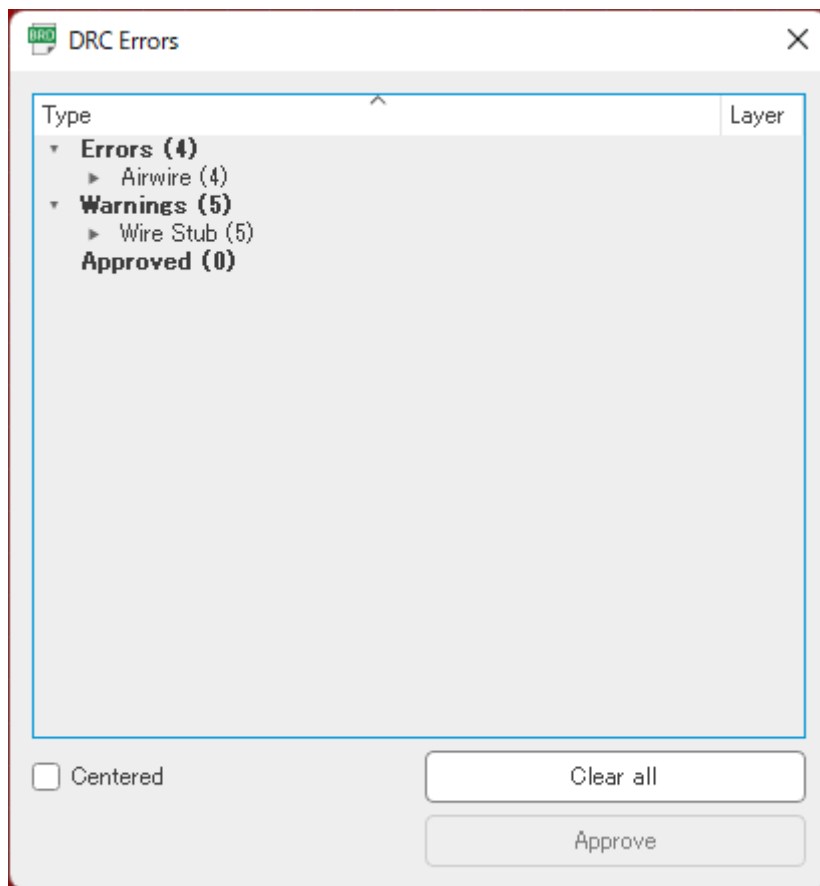 BRD
DRC Errors
Type
Layer
Errors (4)
Airwire (4)
Warnings (5)
Wire Stub (5)
Approved (0)
Centered
Clear all
Approve